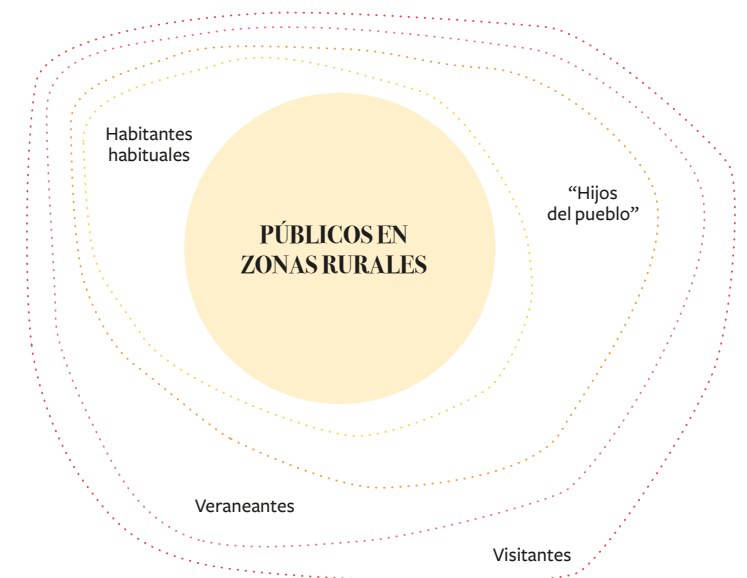 Habitantes
habituales
“Hijos
del pueblo”
PÚBLICOS EN
ZONAS RURALES
Veraneantes
Visitantes